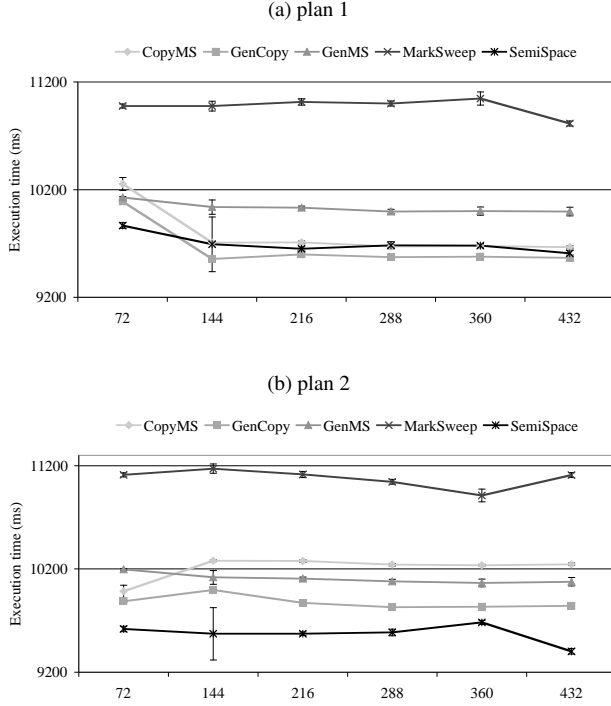 (a) plan 1
CopyMS GenCopy GenMS MarkSweep SemiSpace
11200
10200
9200
Execution time (ms)
72 144 216 288 360 432
(b) plan 2
CopyMS GenCopy GenMS MarkSweep SemiSpace
11200
10200
9200
Execution time (ms)
72 144 216 288 360 432